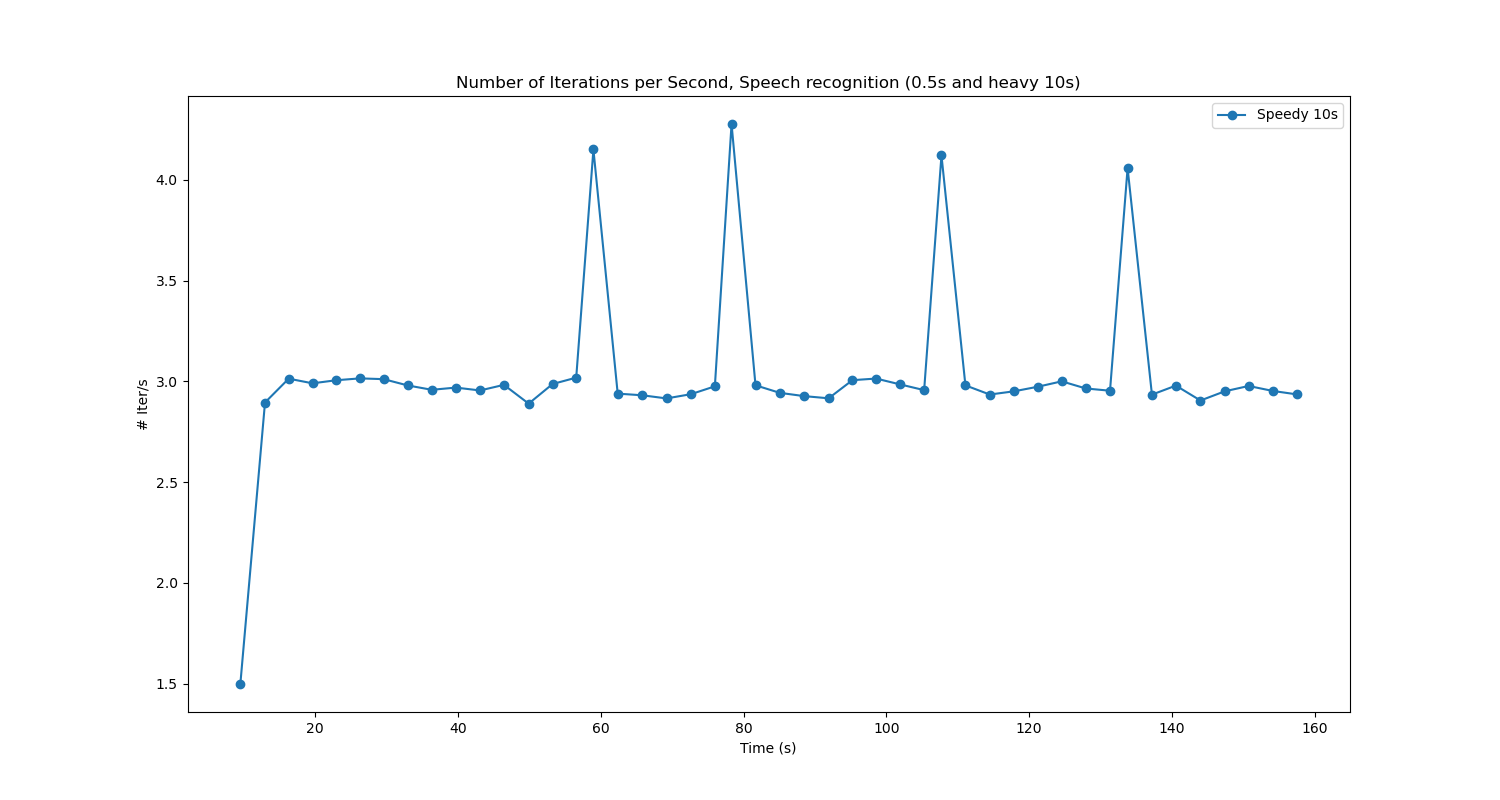 Number of Iterations per Second, Speech recognition (0.5s and heavy 10s)
Speedy 10s
4.0
3.5
3.0
2.5
2.0
1.5
# Iter/s
20 40 60 80 100 120 140 160
Time (s)